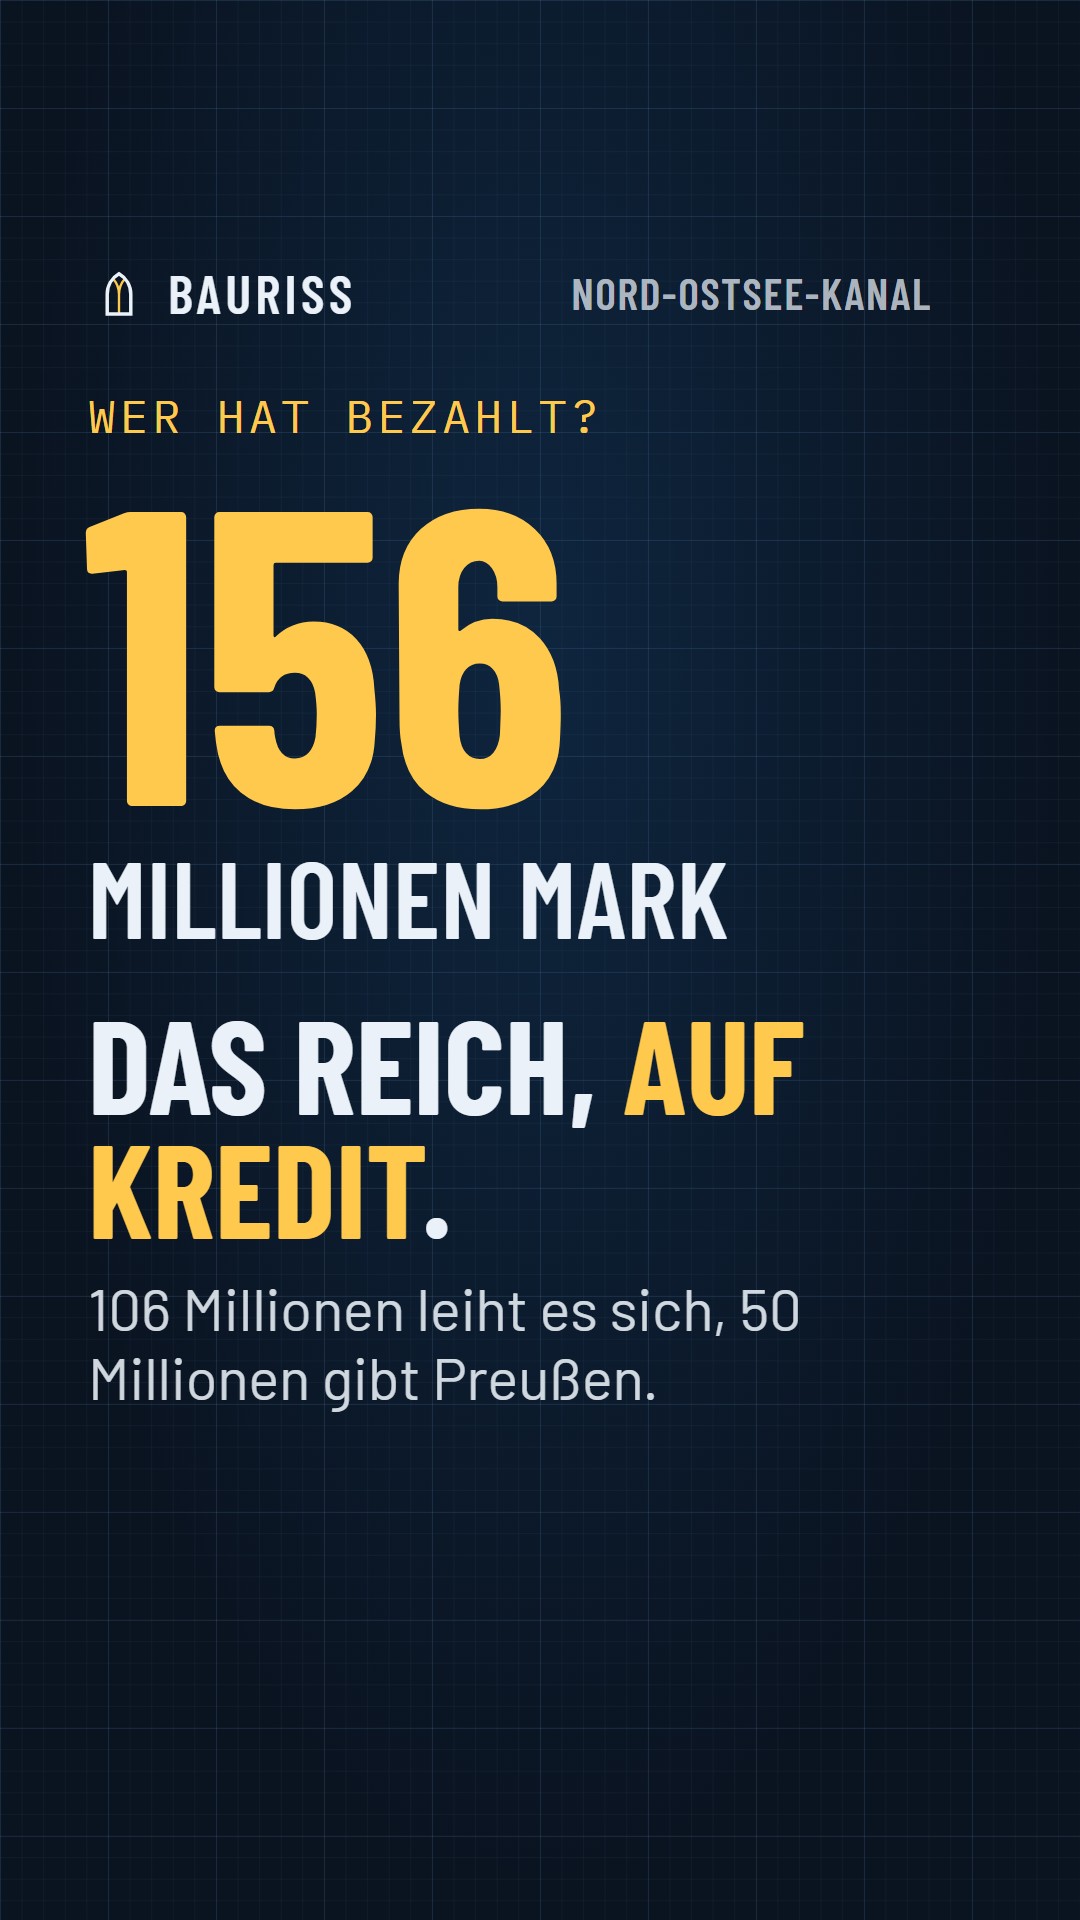 BAURISS
NORD-OSTSEE-KANAL
WER HAT BEZAHLT?
156
MILLIONEN MARK
DAS REICH, AUF
KREDIT.
106 Millionen leiht es sich, 50
Millionen gibt Preußen.